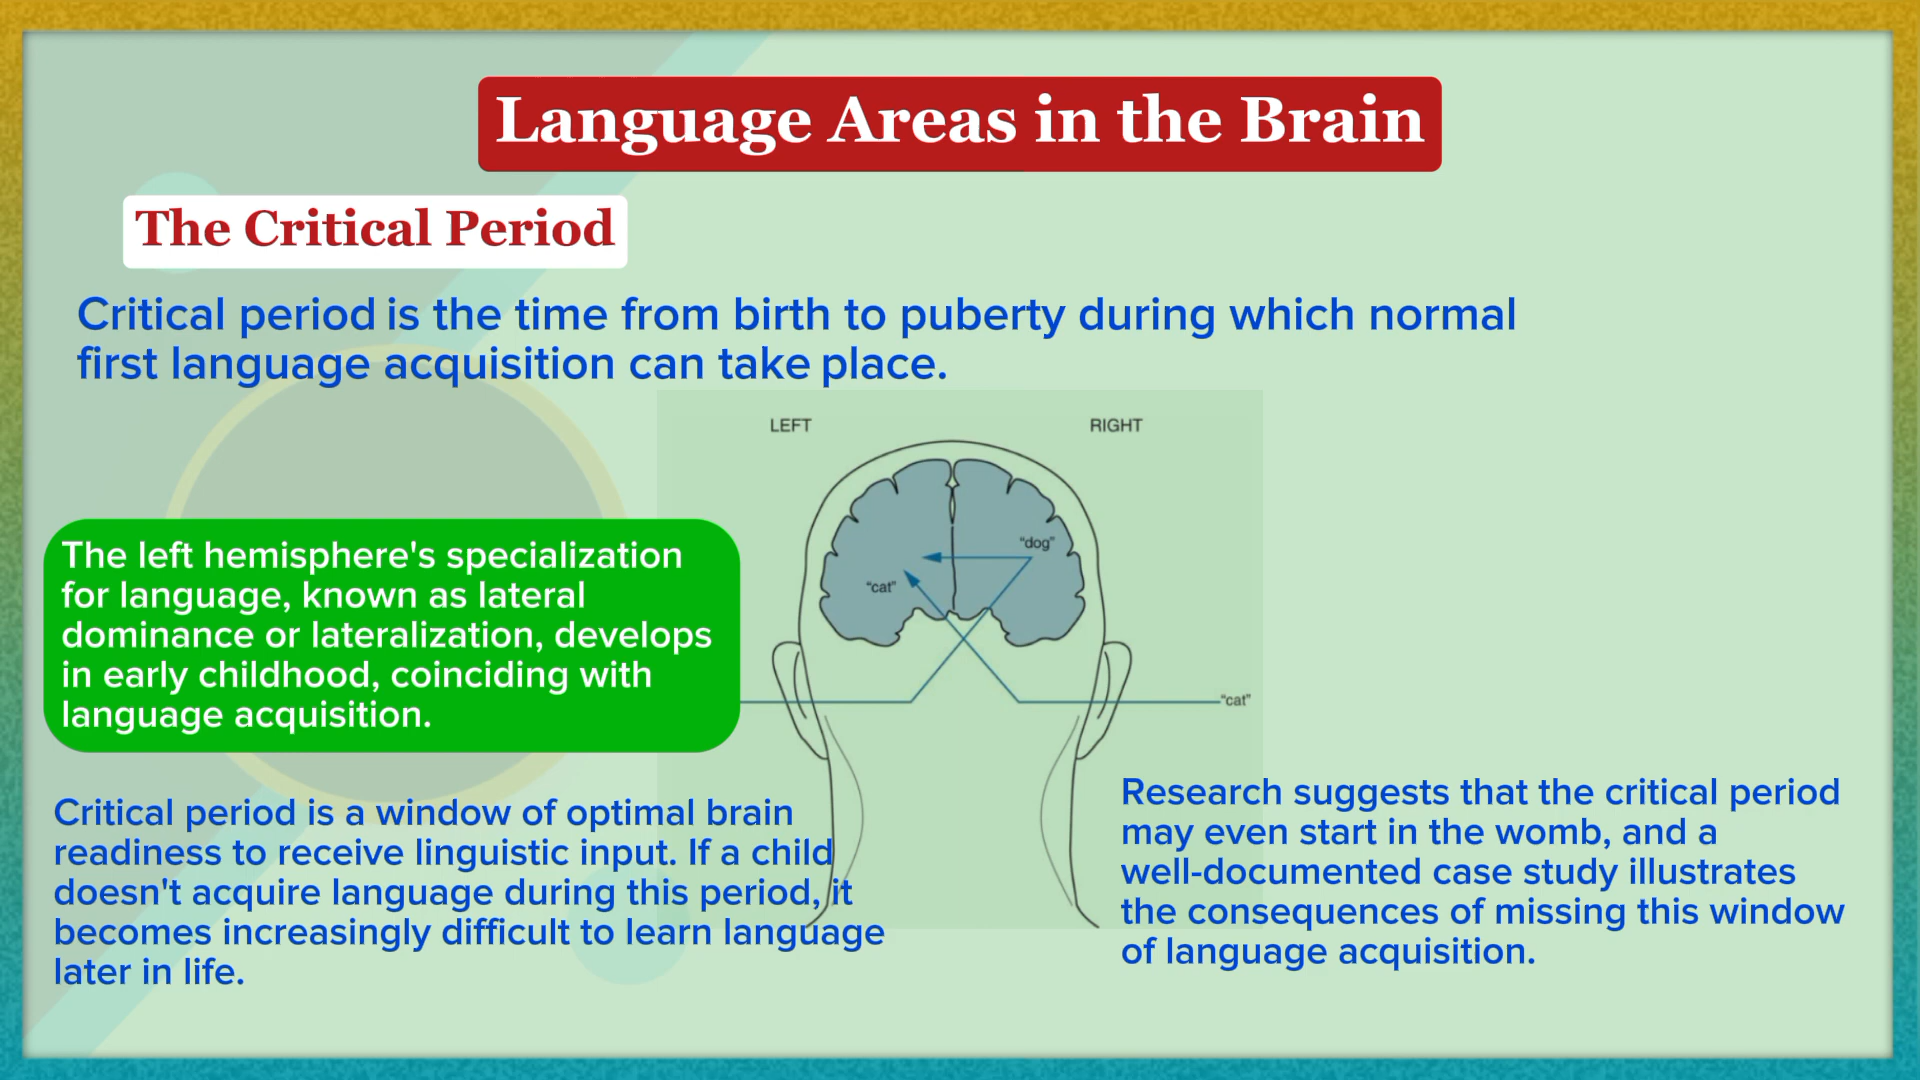 Language Areas in the Brain
The Critical Period
Critical period is the time from birth to puberty during which normal
first language acquisition can take place.
LEFT
RIGHT
"dog"
"cat"
The left hemisphere's specialization
for language, known as lateral
dominance or lateralization, develops
in early childhood, coinciding with
language acquisition.
"cat"
Critical period is a window of optimal brain
readiness to receive linguistic input. If a child
doesn't acquire language during this period, it
becomes increasingly difficult to learn language
later in life.
Research suggests that the critical period
may even start in the womb, and a
well-documented case study illustrates
the consequences of missing this window
of language acquisition.